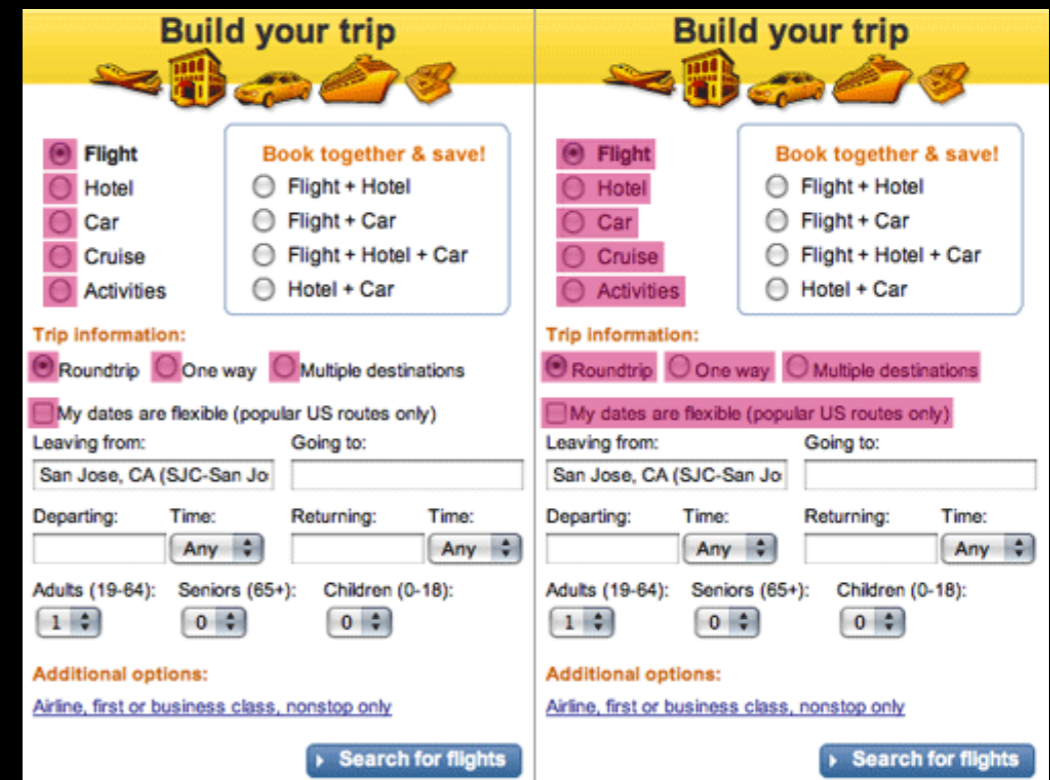 Build your trip
Flight
Hotel
Car
Cruise
Activities
Book together & save!
Flight + Hotel
Flight + Car
Flight + Hotel + Car
Hotel + Car
Trip information:
Roundtrip One way Multiple destinations
My dates are flexible (popular US routes only)
Leaving from: Going to:
San Jose, CA (SJC-San Jo
Departing: Time: Returning: Time:
Any Any
Adults (19-64): Seniors (65+): Children (0-18):
1 0 0
Additional options:
Airline, first or business class, nonstop only
Search for flights
Build your trip
Flight
Hotel
Car
Cruise
Activities
Book together & save!
Flight + Hotel
Flight + Car
Flight + Hotel + Car
Hotel + Car
Trip information:
Roundtrip One way Multiple destinations
My dates are flexible (popular US routes only)
Leaving from: Going to:
San Jose, CA (SJC-San Jo
Departing: Time: Returning: Time:
Any Any
Adults (19-64): Seniors (65+): Children (0-18):
1 0 0
Additional options:
Airline, first or business class, nonstop only
Search for flights